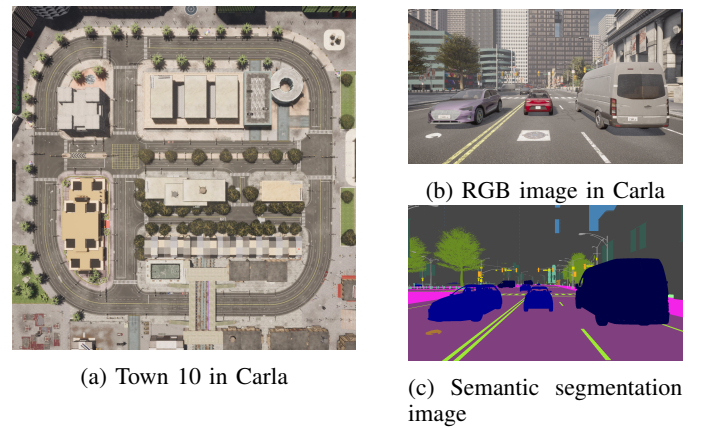 (a) Town 10 in Carla
(b) RGB image in Carla
(c) Semantic segmentation
image